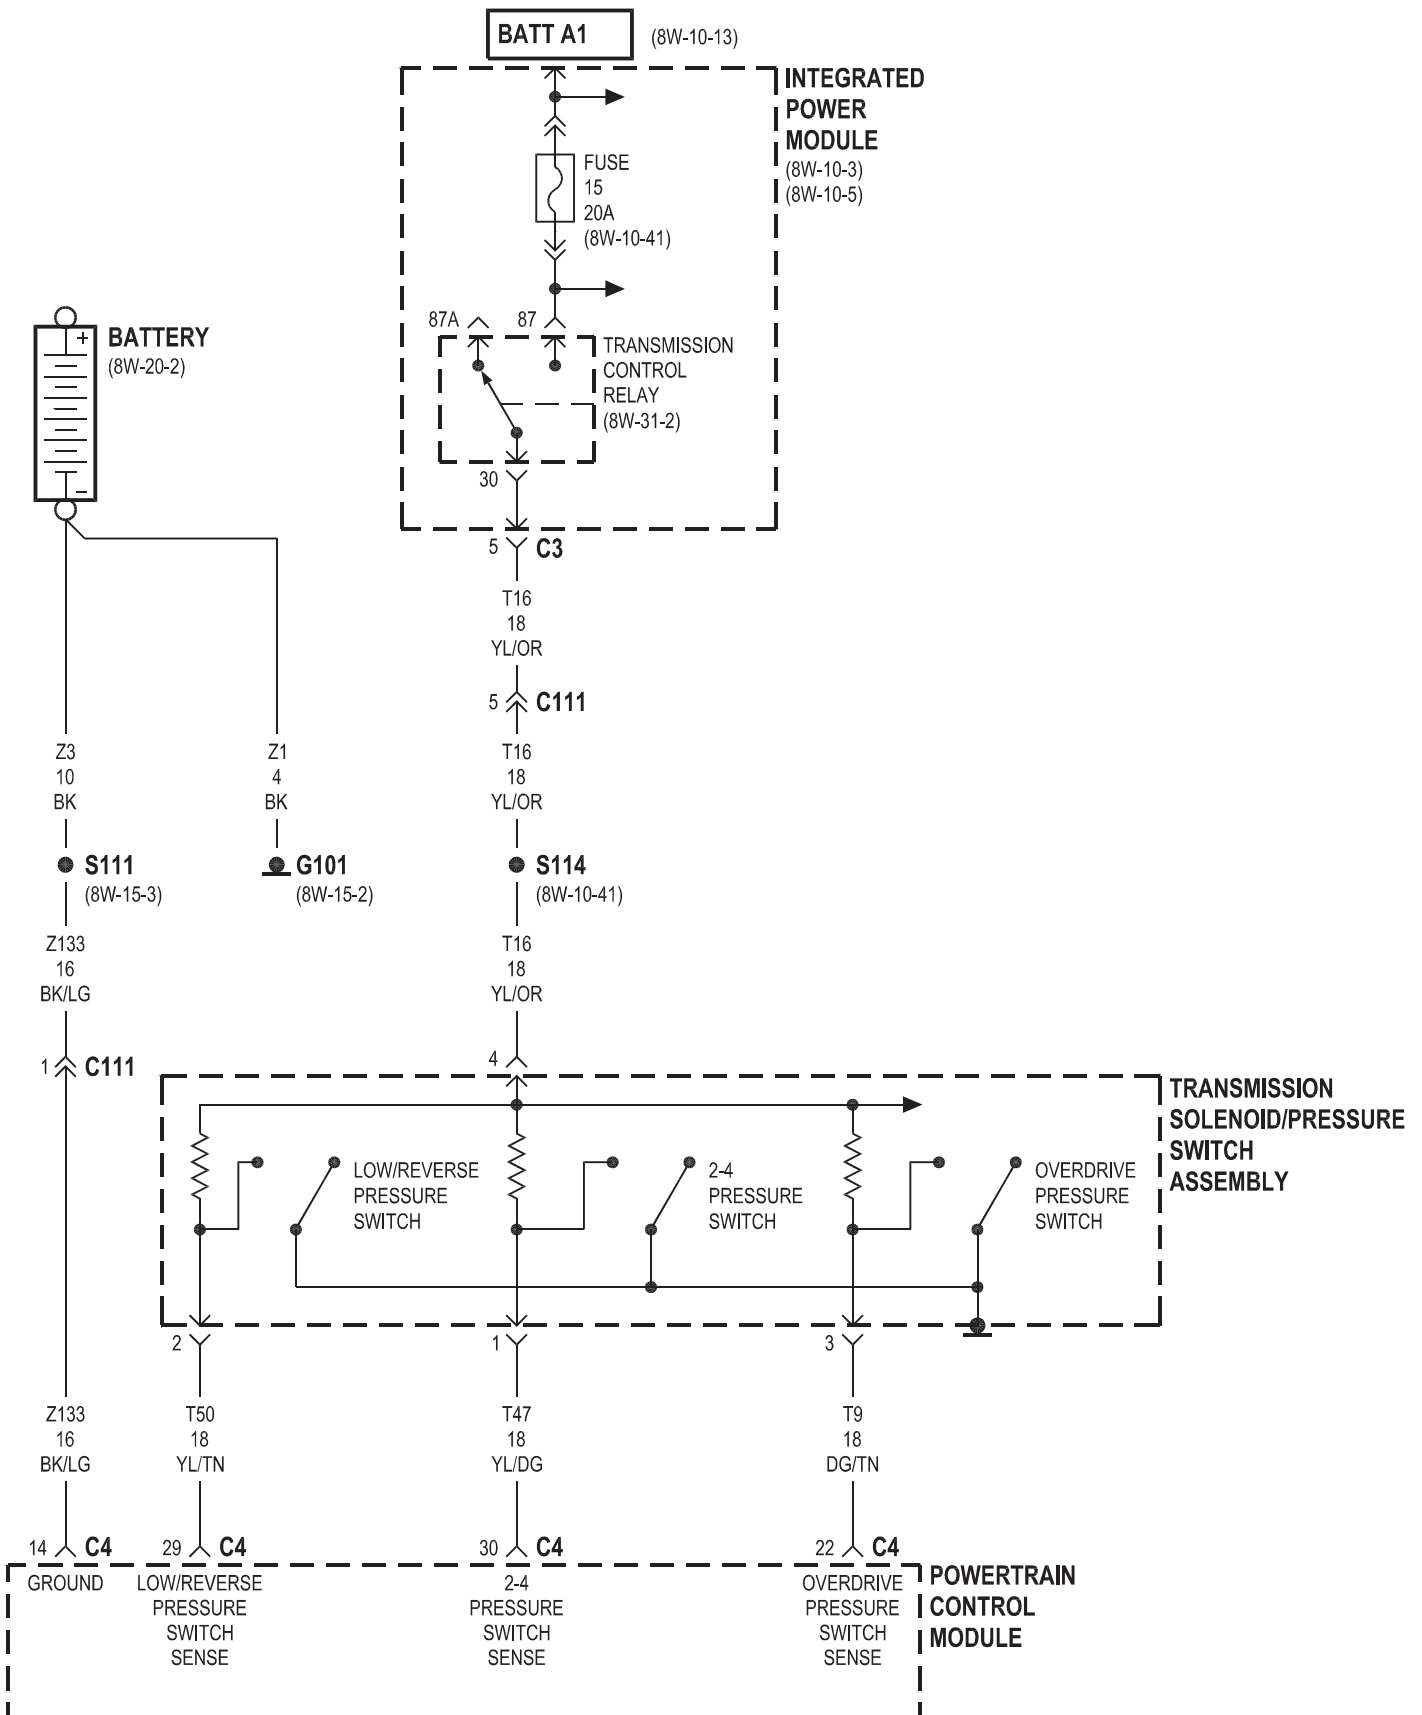 BATT A1
(8W-10-13)
INTEGRATED
POWER
MODULE
(8W-10-3)
(8W-10-5)
FUSE
15
20A
(8W-10-41)
87A
87
TRANSMISSION
CONTROL
RELAY
(8W-31-2)
30
+
−
BATTERY
(8W-20-2)
5
C3
T16
18
YL/OR
5
C111
Z3
10
BK
Z1
4
BK
T16
18
YL/OR
S111
(8W-15-3)
G101
(8W-15-2)
S114
(8W-10-41)
Z133
16
BK/LG
T16
18
YL/OR
1
C111
4
TRANSMISSION
SOLENOID/PRESSURE
SWITCH
ASSEMBLY
LOW/REVERSE
PRESSURE
SWITCH
2-4
PRESSURE
SWITCH
OVERDRIVE
PRESSURE
SWITCH
2
1
3
Z133
16
BK/LG
T50
18
YL/TN
T47
18
YL/DG
T9
18
DG/TN
14
C4
29
C4
30
C4
22
C4
GROUND
LOW/REVERSE
PRESSURE
SWITCH
SENSE
2-4
PRESSURE
SWITCH
SENSE
OVERDRIVE
PRESSURE
SWITCH
SENSE
POWERTRAIN
CONTROL
MODULE